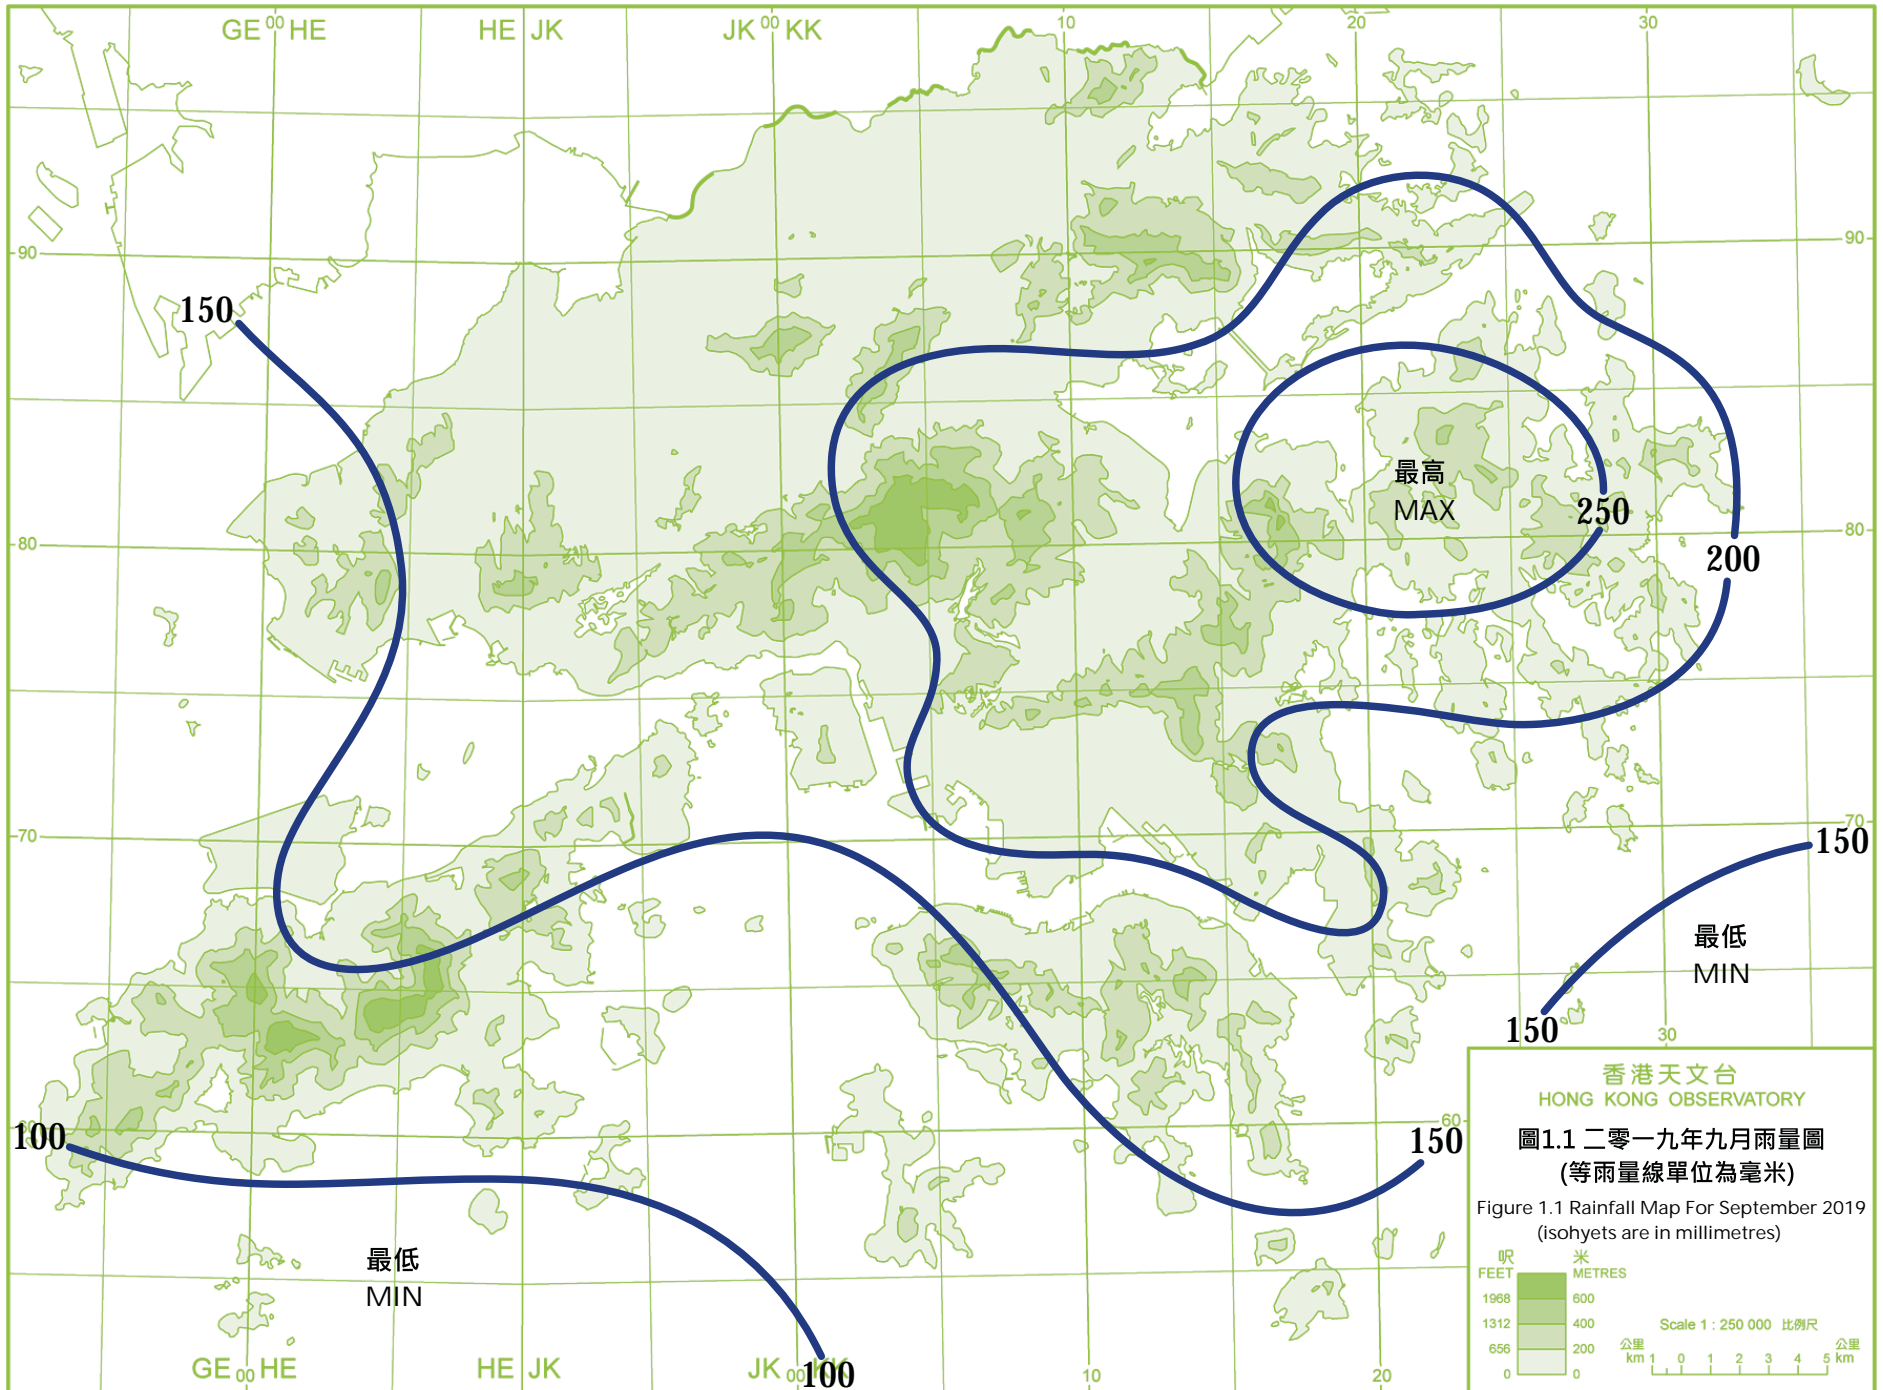 GE 00 HE
HE JK
JK 00 KK
10
20
30
90
90
150
最高
MAX
250
80
80
200
70
70
150
最低
MIN
150
30
香港天文台
HONG KONG OBSERVATORY
60
圖1.1 二零一九年九月雨量圖
(等雨量線單位為毫米)
Figure 1.1 Rainfall Map For September 2019
(isohyets are in millimetres)
100
150
最低
MIN
呎 米
FEET METRES
1968 600
1312 400
656 200
0 0
Scale 1 : 250 000 比例尺
公里 公里
km 1 0 1 2 3 4 5 km
GE 00 HE
HE JK
JK 00 KK
100
10
20